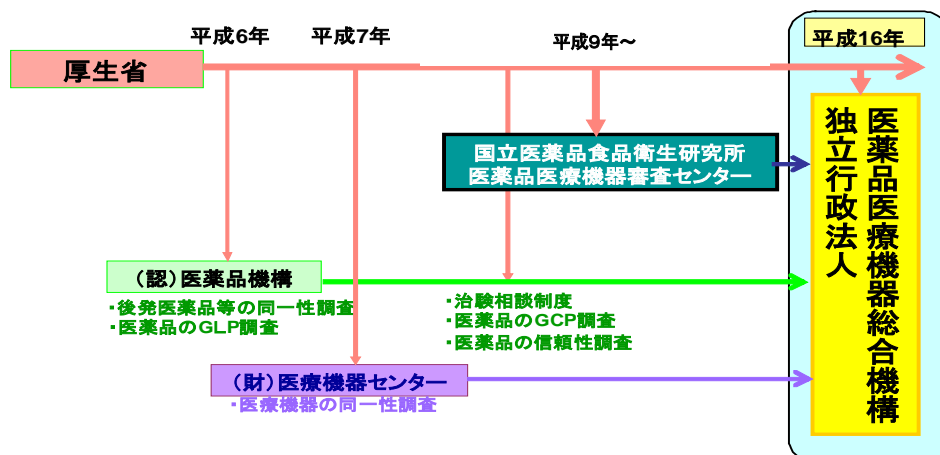 平成6年
平成7年
平成9年～
平成16年
厚生省
国立医薬品食品衛生研究所
医薬品医療機器審査センター
独立行政法人
医薬品医療機器総合機構
（認）医薬品機構
・後発医薬品等の同一性調査
・医薬品のGLP調査
・治験相談制度
・医薬品のGCP調査
・医薬品の信頼性調査
（財）医療機器センター
・医療機器の同一性調査